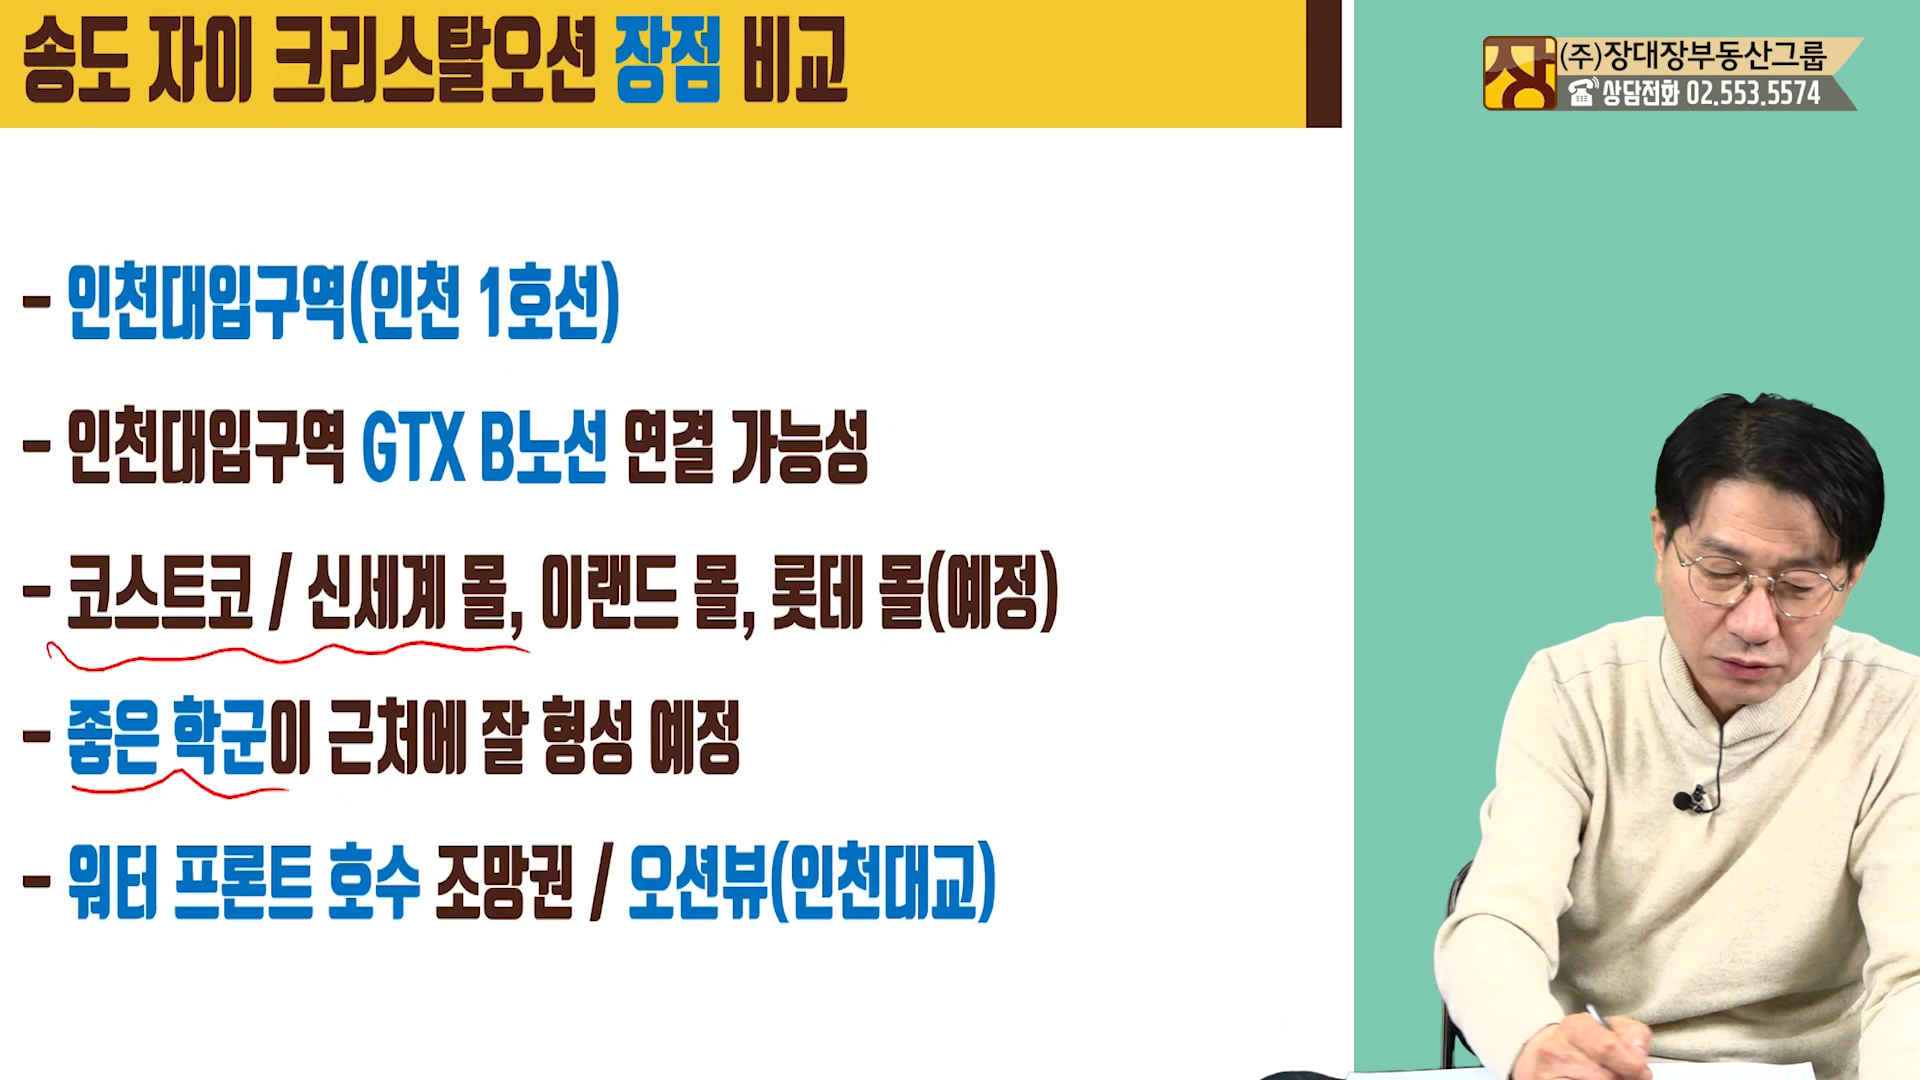 송도 자이 크리스탈오션 장점 비교
장 (주)장대장부동산그룹
상담전화 02.553.5574
- 인천대입구역(인천 1호선)
- 인천대입구역 GTX B노선 연결 가능성
- 코스트코 / 신세계 몰, 이랜드 몰, 롯데 몰(예정)
- 좋은 학군이 근처에 잘 형성 예정
- 워터 프론트 호수 조망권 / 오션뷰(인천대교)